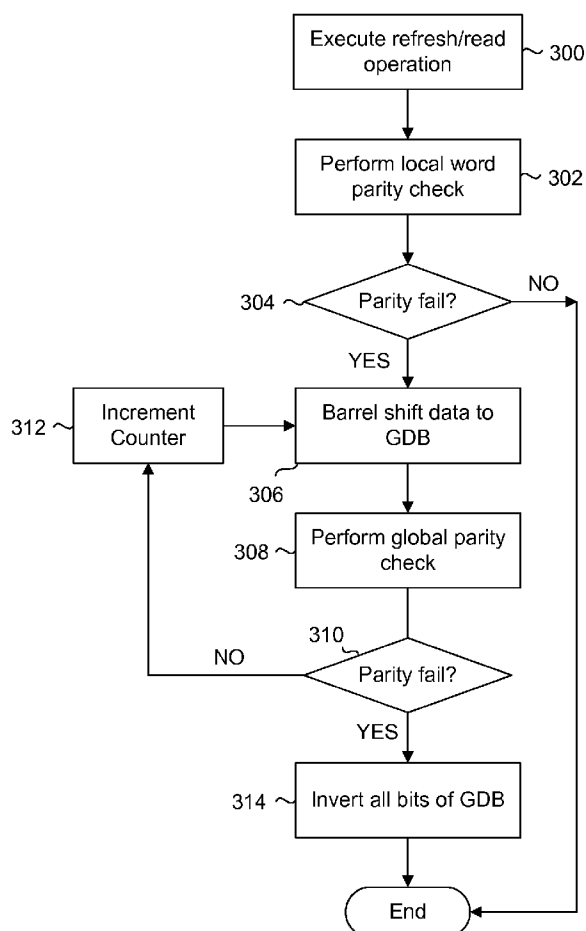 Execute refresh/read
operation
300
Perform local word
parity check
302
304
Parity fail?
NO
YES
312
Increment
Counter
Barrel shift data to
GDB
306
308
Perform global parity
check
310
NO
Parity fail?
YES
314
Invert all bits of GDB
End